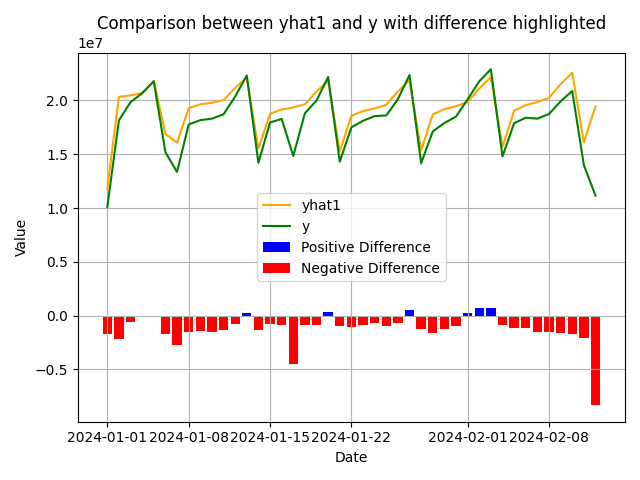 Comparison between yhat1 and y with difference highlighted
1e7
2.0
1.5
1.0
0.5
0.0
−0.5
Value
yhat1
y
Positive Difference
Negative Difference
2024-01-01
2024-01-08
2024-01-15
2024-01-22
2024-02-01
2024-02-08
Date